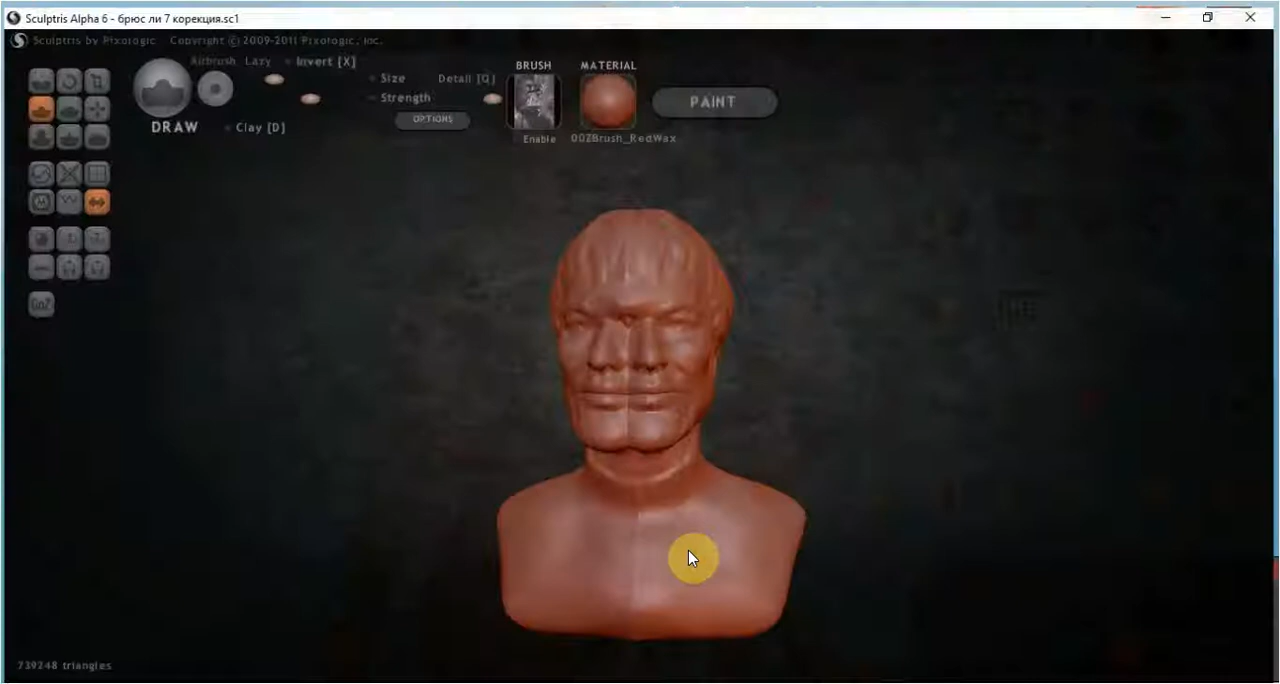 Sculptris Alpha 6 - брюс ли 7 корекция.sc1
Sculptris by Pixologic Copyright (c) 2009-2011 Pixologic, Inc.
Airbrush Lazy Invert [X]
BRUSH MATERIAL
Size Detail [Q]
Strength
PAINT
OPTIONS
DRAW Clay [D]
Enable 00ZBrush_RedWax
GoZ
739248 triangles